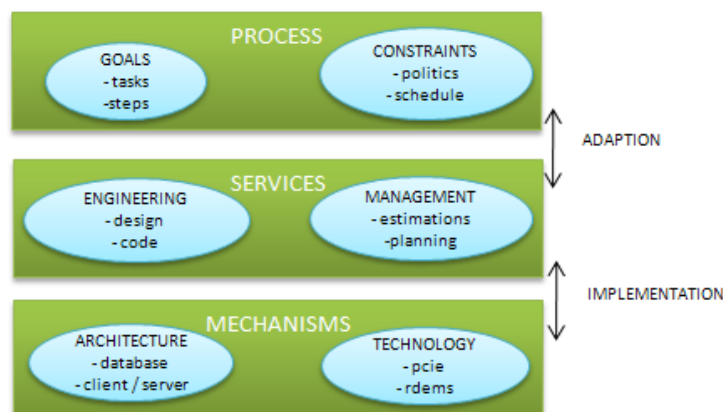 PROCESS
GOALS
- tasks
-steps
CONSTRAINTS
- politics
- schedule
ADAPTION
SERVICES
ENGINEERING
- design
- code
MANAGEMENT
- estimations
-planning
IMPLEMENTATION
MECHANISMS
ARCHITECTURE
- database
- client / server
TECHNOLOGY
- pcie
- rdems